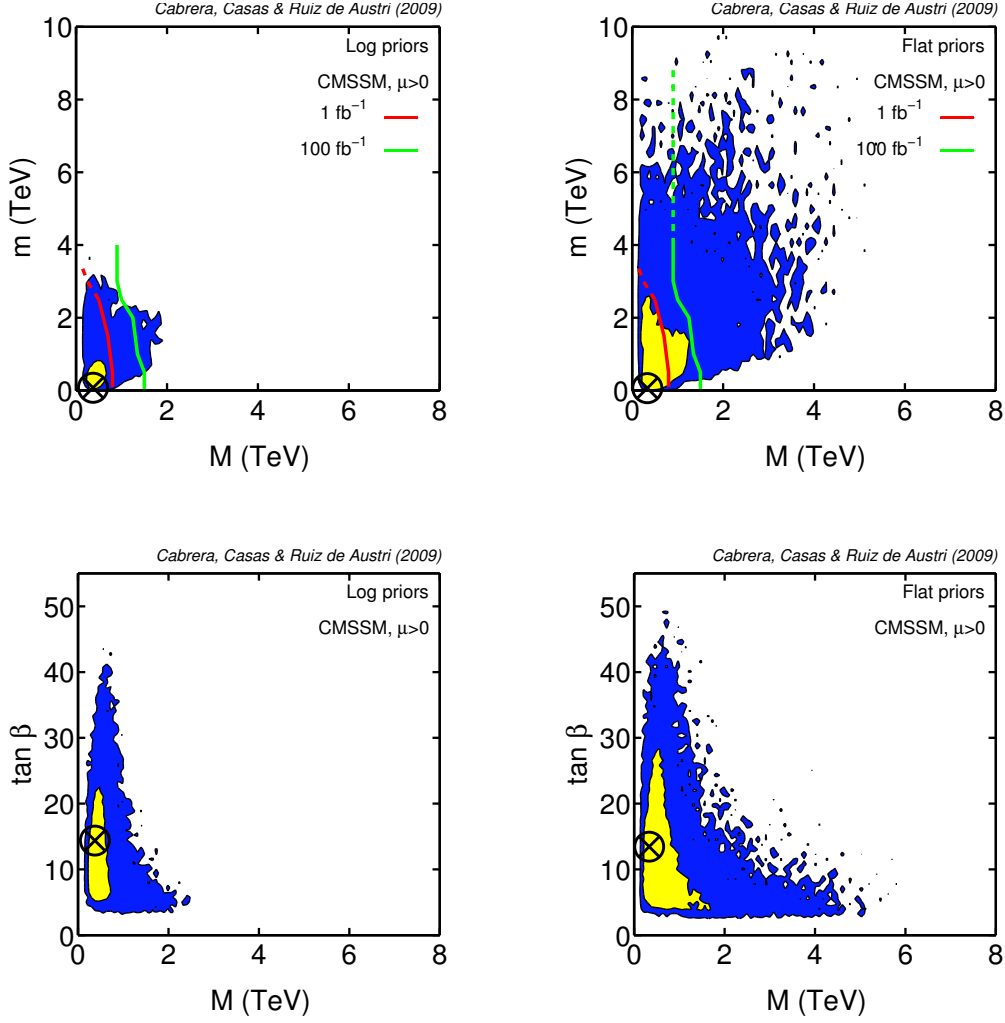 Cabrera, Casas & Ruiz de Austri (2009)
Log priors
CMSSM, μ>0
1 fb⁻¹
100 fb⁻¹
10
8
6
4
2
0
m (TeV)
0 2 4 6 8
M (TeV)
Cabrera, Casas & Ruiz de Austri (2009)
Flat priors
CMSSM, μ>0
1 fb⁻¹
100 fb⁻¹
10
8
6
4
2
0
m (TeV)
0 2 4 6 8
M (TeV)
Cabrera, Casas & Ruiz de Austri (2009)
Log priors
CMSSM, μ>0
50
40
30
20
10
0
tan β
0 2 4 6 8
M (TeV)
Cabrera, Casas & Ruiz de Austri (2009)
Flat priors
CMSSM, μ>0
50
40
30
20
10
0
tan β
0 2 4 6 8
M (TeV)